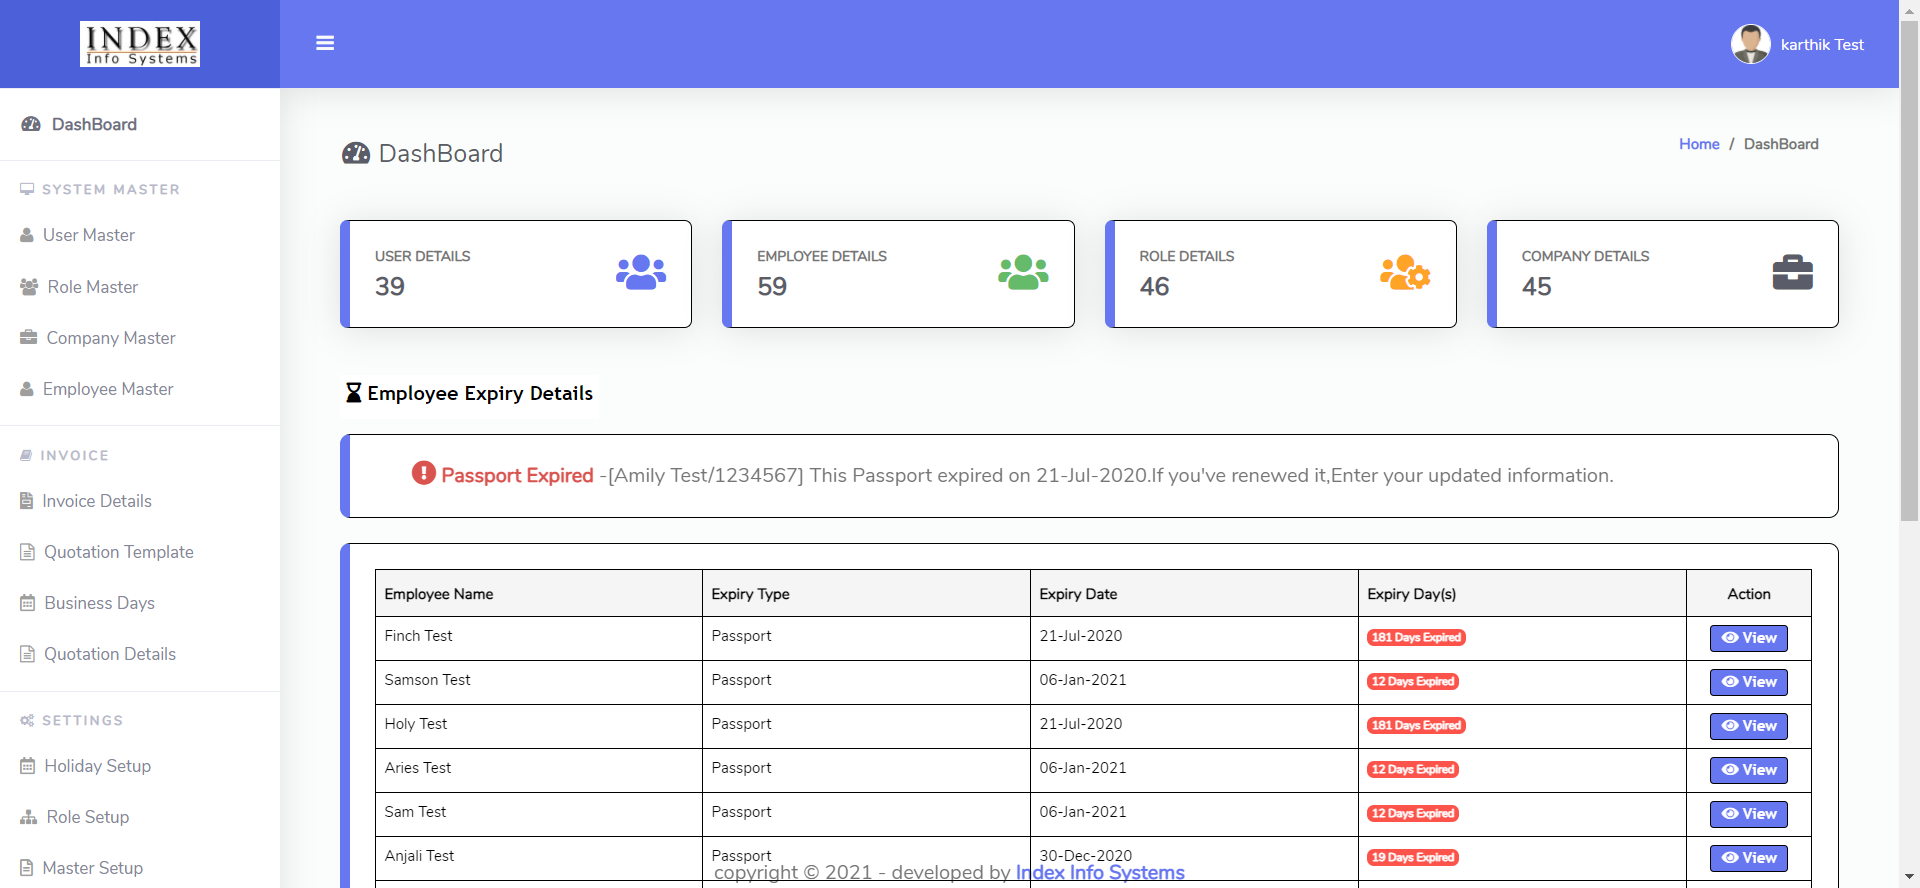 INDEX
Info Systems
karthik Test
DashBoard
SYSTEM MASTER
User Master
Role Master
Company Master
Employee Master
INVOICE
Invoice Details
Quotation Template
Business Days
Quotation Details
SETTINGS
Holiday Setup
Role Setup
Master Setup
DashBoard
Home / DashBoard
USER DETAILS
39
EMPLOYEE DETAILS
59
ROLE DETAILS
46
COMPANY DETAILS
45
Employee Expiry Details
Passport Expired -[Amily Test/1234567] This Passport expired on 21-Jul-2020.If you've renewed it,Enter your updated information.
Employee Name Expiry Type Expiry Date Expiry Day(s) Action
Finch Test Passport 21-Jul-2020 181 Days Expired View
Samson Test Passport 06-Jan-2021 12 Days Expired View
Holy Test Passport 21-Jul-2020 181 Days Expired View
Aries Test Passport 06-Jan-2021 12 Days Expired View
Sam Test Passport 06-Jan-2021 12 Days Expired View
Anjali Test Passport 30-Dec-2020 19 Days Expired View
copyright © 2021 - developed by Index Info Systems